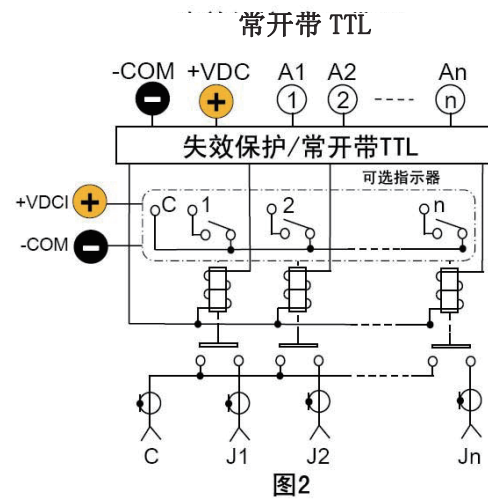 常开带 TTL
-COM +VDC A1 A2 An
1 2 n
失效保护/常开带TTL
可选指示器
+VDCI
C 1 2 n
-COM
C J1 J2 Jn
图2